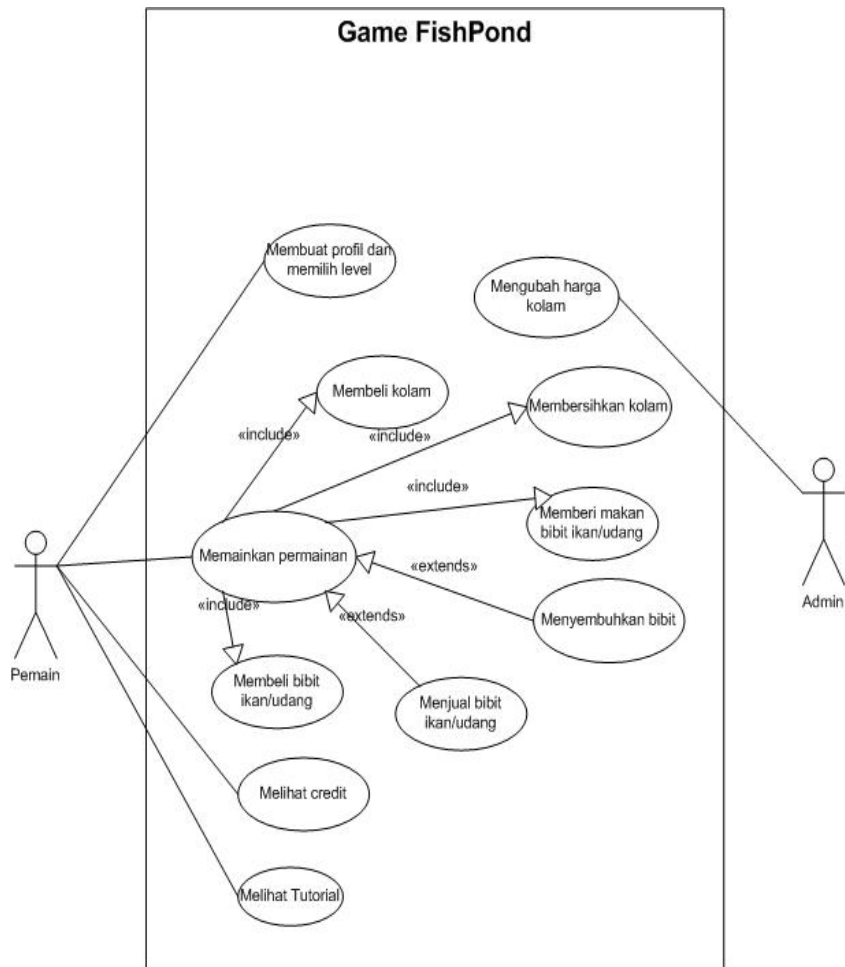 Game FishPond
Membuat profil dan
memilih level
Mengubah harga
kolam
Membeli kolam
Membersihkan kolam
«include»
«include»
«include»
Memberi makan
bibit ikan/udang
Memainkan permainan
«extends»
«include»
«extends»
Menyembuhkan bibit
Admin
Pemain
Membeli bibit
ikan/udang
Menjual bibit
ikan/udang
Melihat credit
Melihat Tutorial